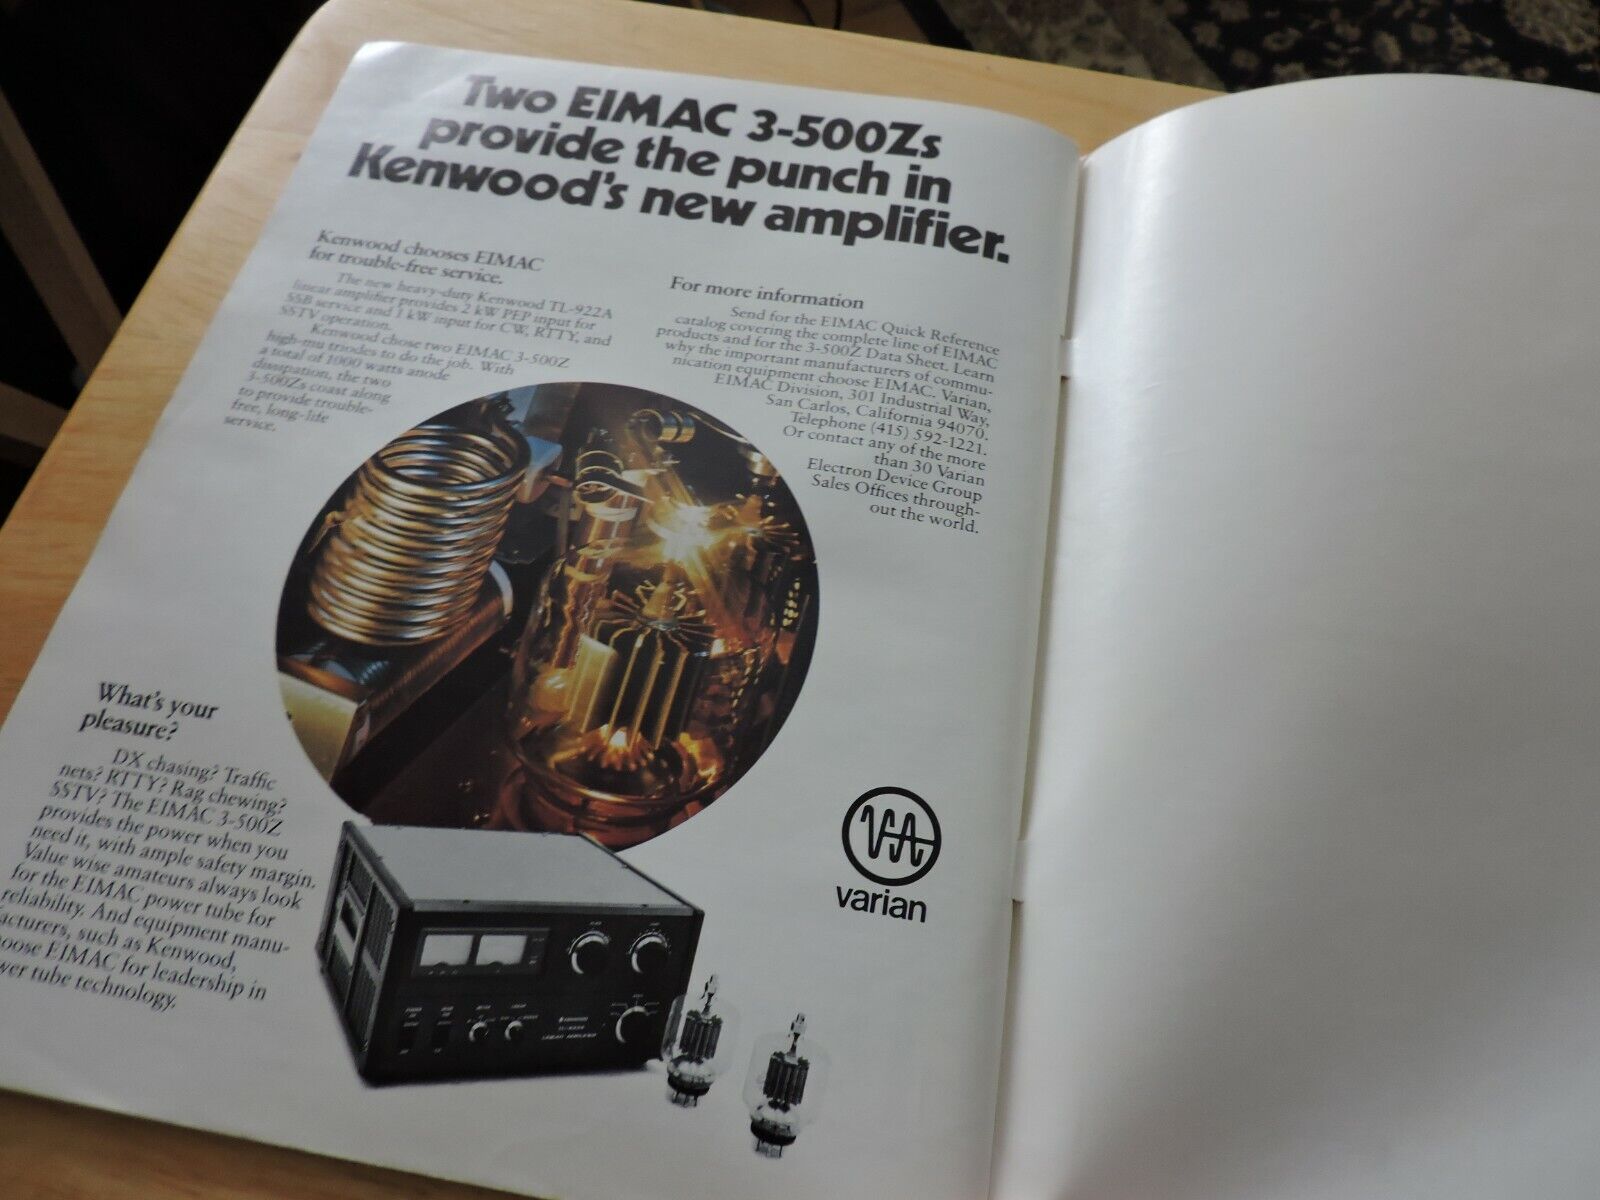 Two EIMAC 3-500Zs
provide the punch in
Kenwood's new amplifier.
Kenwood chooses EIMAC
for trouble-free service.
The new heavy-duty Kenwood TL-922A
linear amplifier provides 2 kW PEP input for
SSB service and 1 kW input for CW, RTTY, and
SSTV operation.
Kenwood chose two EIMAC 3-500Z
high-mu triodes to do the job. With
a total of 1000 watts anode
dissipation, the two
3-500Zs coast along
to provide trouble-
free, long-life
service.
For more information
Send for the EIMAC Quick Reference
catalog covering the complete line of EIMAC
products and for the 3-500Z Data Sheet. Learn
why the important manufacturers of commu-
nication equipment choose EIMAC. Varian,
EIMAC Division, 301 Industrial Way,
San Carlos, California 94070.
Telephone (415) 592-1221.
Or contact any of the more
than 30 Varian
Electron Device Group
Sales Offices through-
out the world.
What's your
pleasure?
DX chasing? Traffic
nets? RTTY? Rag chewing?
SSTV? The EIMAC 3-500Z
provides the power when you
need it, with ample safety margin.
Value wise amateurs always look
for the EIMAC power tube for
reliability. And equipment manu-
acturers, such as Kenwood,
oose EIMAC for leadership in
wer tube technology.
varian
KENWOOD
LINEAR AMPLIFIER